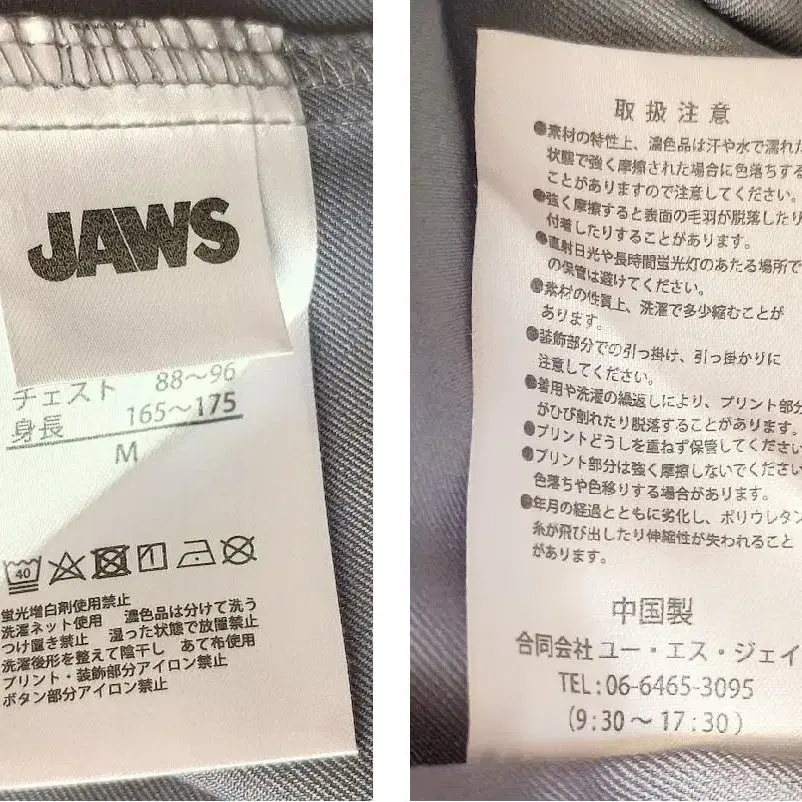 JAWS
チェスト 88〜96
身長 165〜175
M
40
蛍光増白剤使用禁止
洗濯ネット使用 濃色品は分けて洗う
つけ置き禁止 湿った状態で放置禁止
洗濯後形を整えて陰干し あて布使用
プリント・装飾部分アイロン禁止
ボタン部分アイロン禁止
取扱注意
●素材の特性上、濃色品は汗や水で濡れた
状態で強く摩擦された場合に色落ちする
ことがありますので注意してください。
●強く摩擦すると表面の毛羽が脱落したり
付着したりすることがあります。
●直射日光や長時間蛍光灯のあたる場所で
の保管は避けてください。
●素材の性質上、洗濯で多少縮むことが
あります。
●装飾部分での引っ掛け、引っ掛かりに
注意してください。
●着用や洗濯の繰返しにより、プリント部分
がひび割れたり脱落することがあります。
●プリントどうしを重ねず保管してください
●プリント部分は強く摩擦しないでください
色落ちや色移りする場合があります。
●年月の経過とともに劣化し、ポリウレタン
糸が飛び出したり伸縮性が失われること
があります。
中国製
合同会社ユー・エス・ジェイ
TEL:06-6465-3095
(9:30〜17:30)